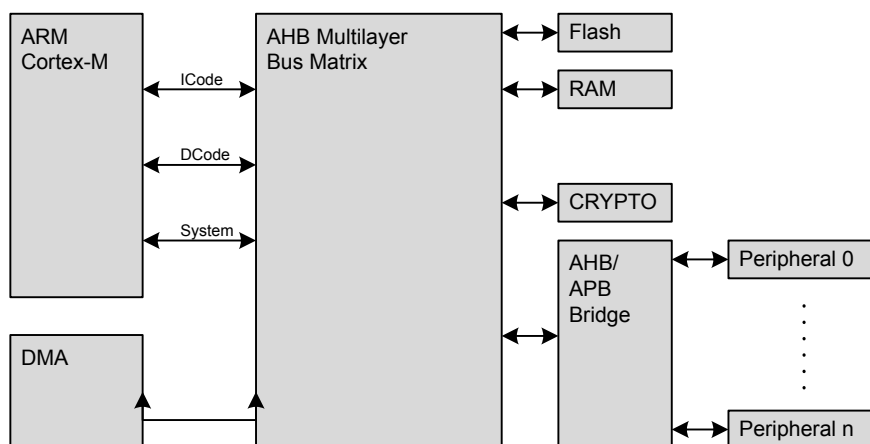 ARM
Cortex-M
AHB Multilayer
Bus Matrix
ICode
DCode
System
DMA
Flash
RAM
CRYPTO
AHB/
APB
Bridge
Peripheral 0
Peripheral n